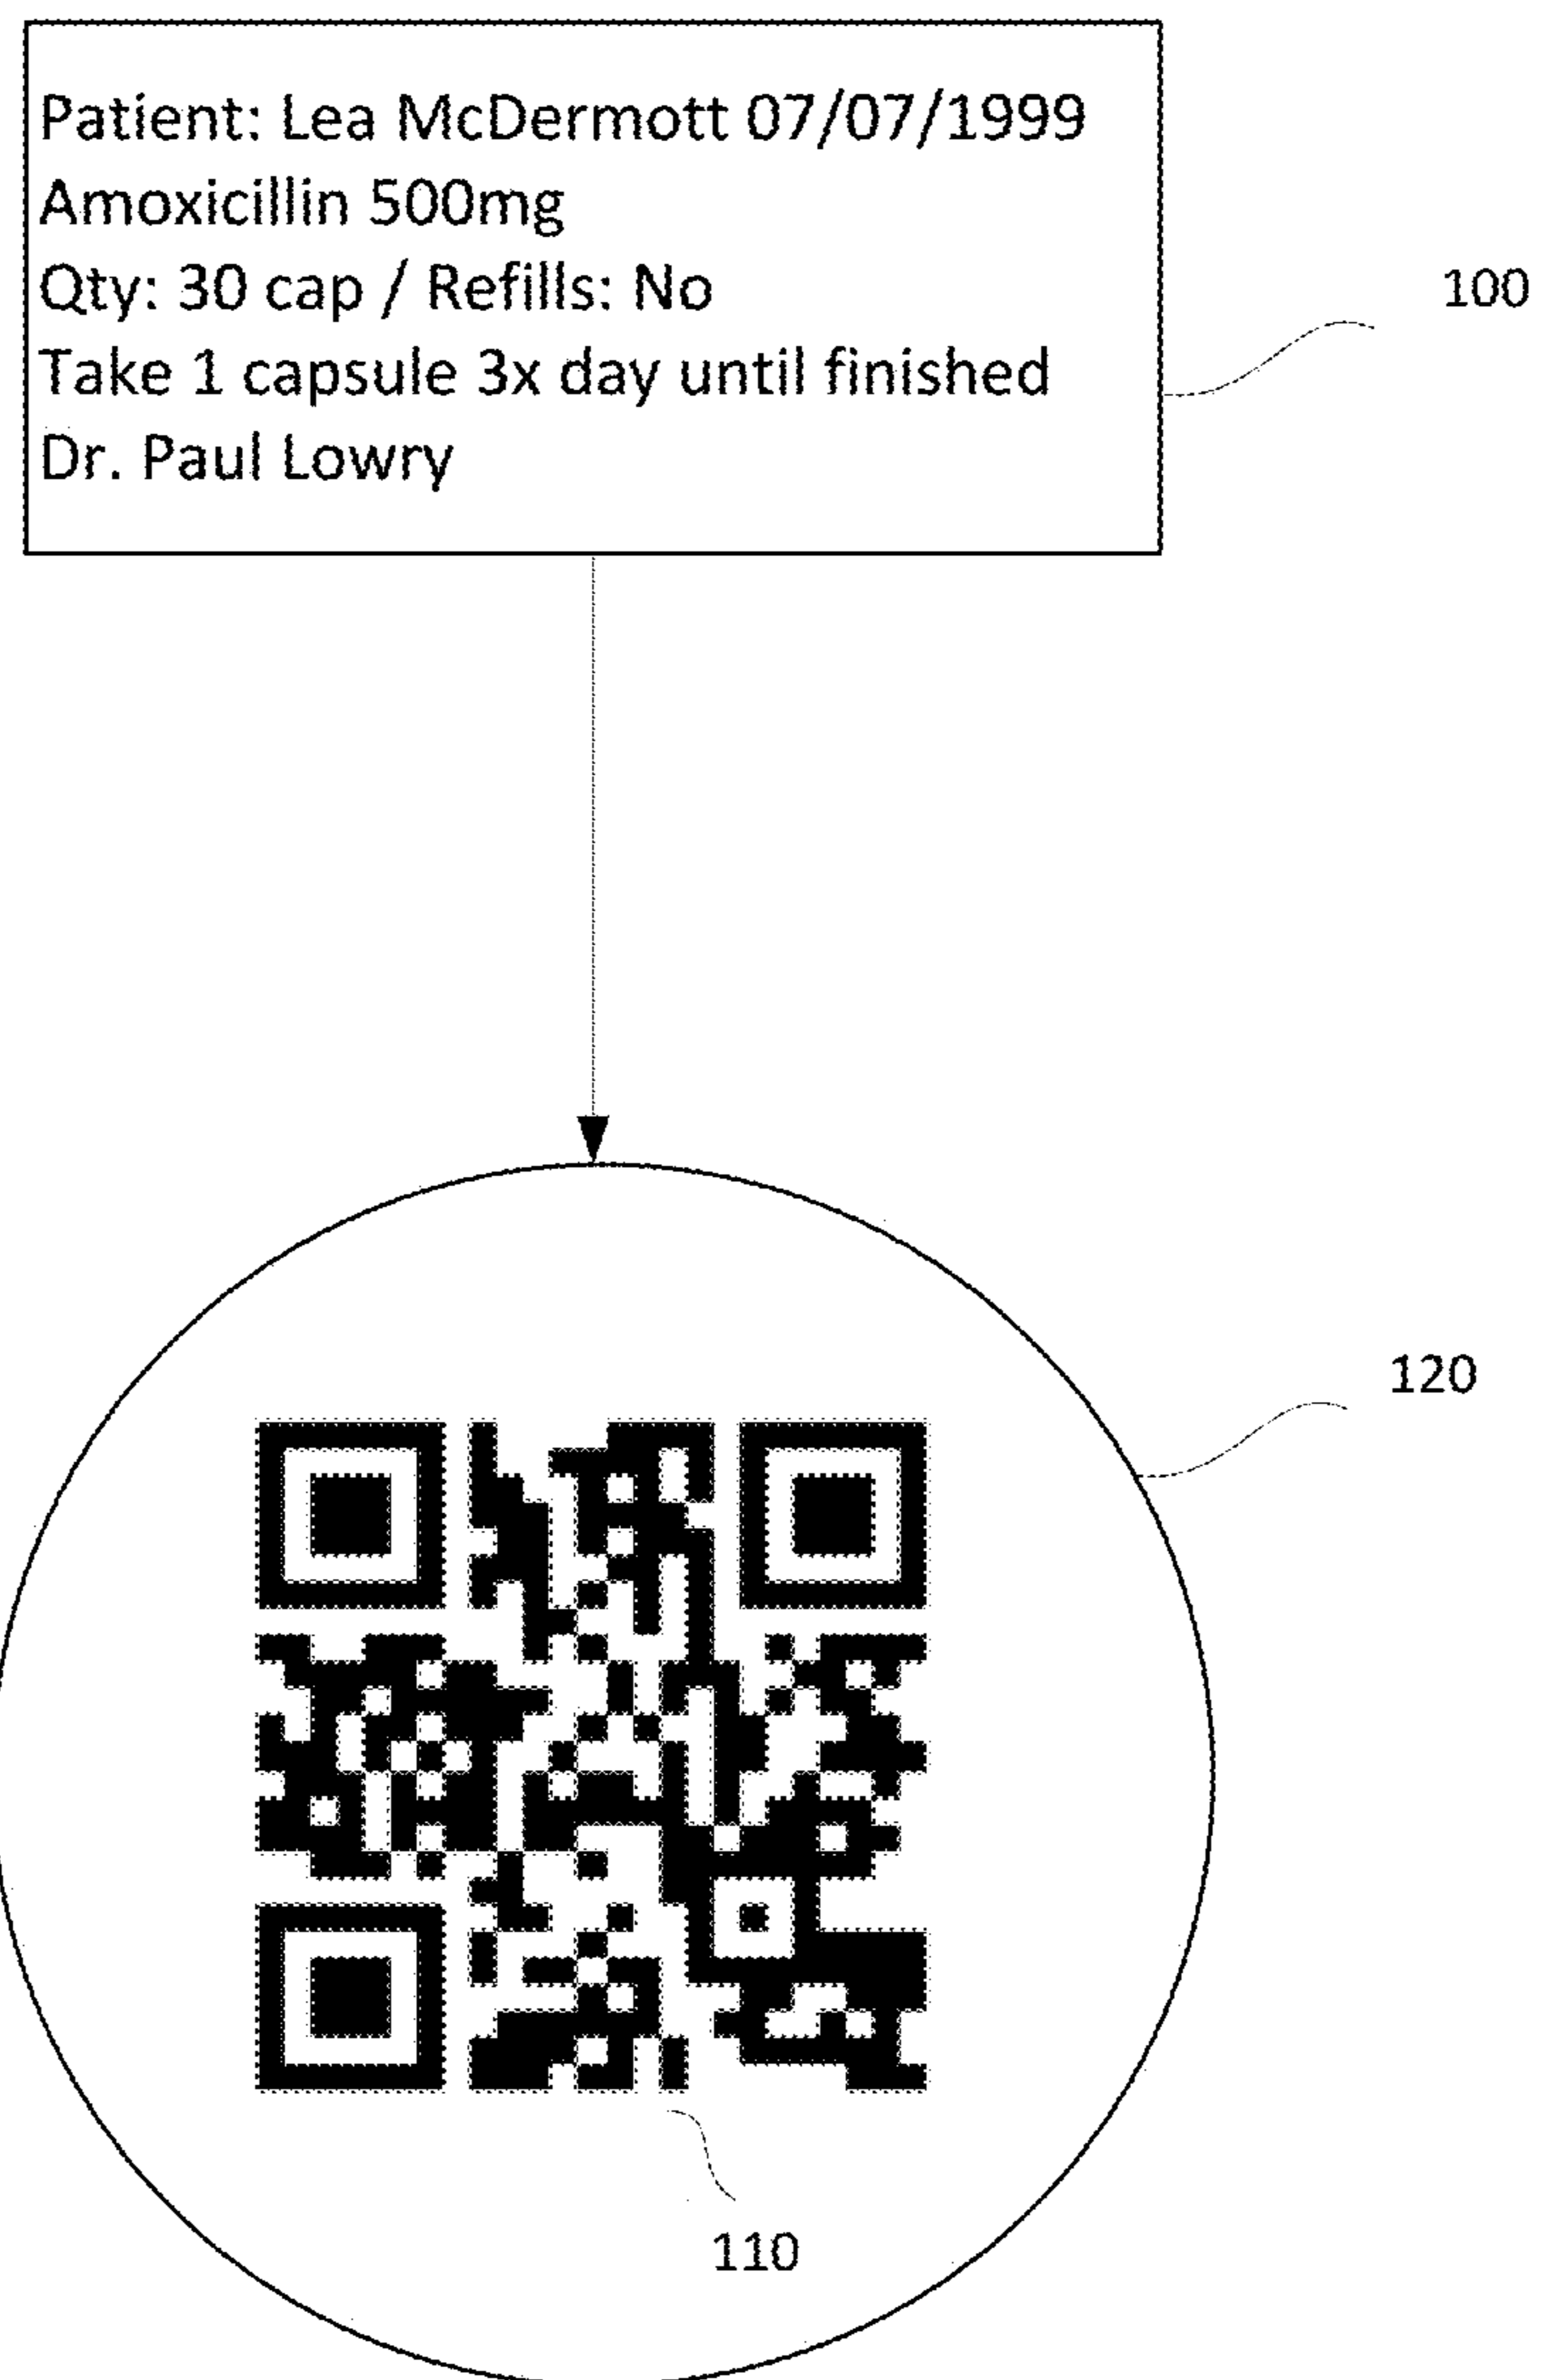 Patient: Lea McDermott 07/07/1999
Amoxicillin 500mg
Qty: 30 cap / Refills: No
Take 1 capsule 3x day until finished
Dr. Paul Lowry
100
120
110